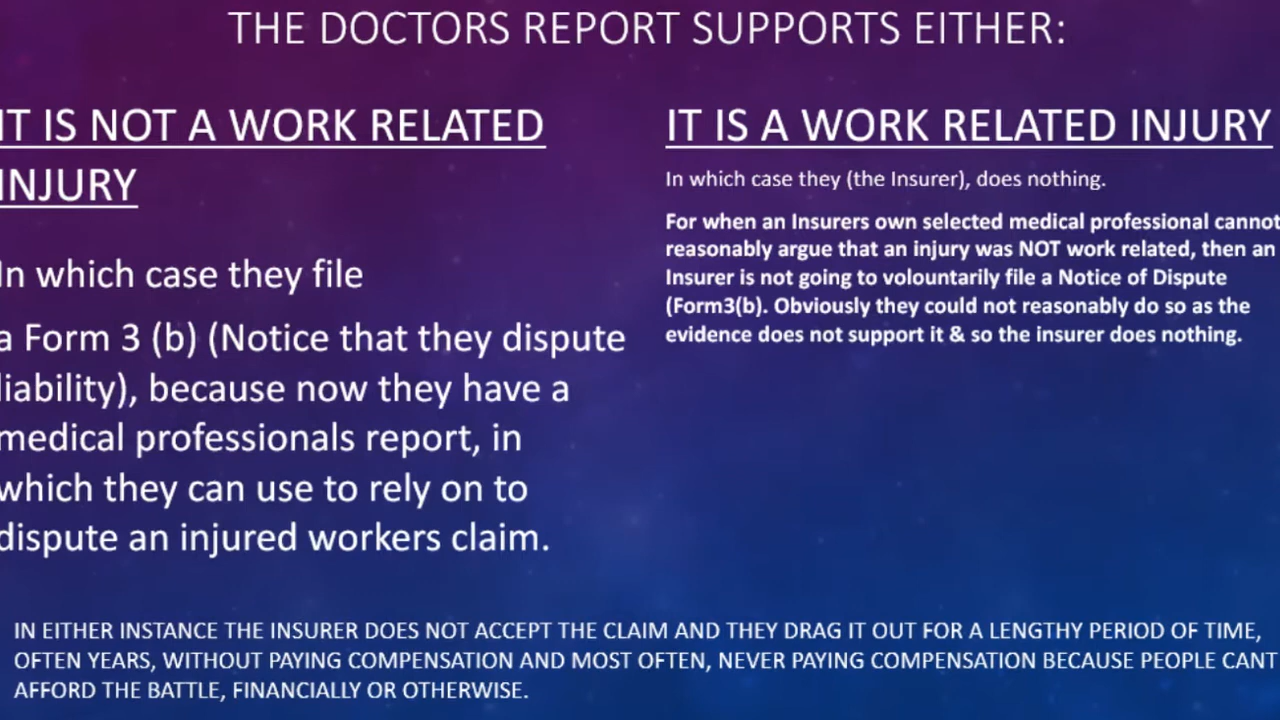 THE DOCTORS REPORT SUPPORTS EITHER:
IT IS NOT A WORK RELATED
INJURY
In which case they file
a Form 3 (b) (Notice that they dispute
liability), because now they have a
medical professionals report, in
which they can use to rely on to
dispute an injured workers claim.
IT IS A WORK RELATED INJURY
In which case they (the Insurer), does nothing.
For when an Insurers own selected medical professional cannot
reasonably argue that an injury was NOT work related, then an
Insurer is not going to volountarily file a Notice of Dispute
(Form3(b). Obviously they could not reasonably do so as the
evidence does not support it & so the insurer does nothing.
IN EITHER INSTANCE THE INSURER DOES NOT ACCEPT THE CLAIM AND THEY DRAG IT OUT FOR A LENGTHY PERIOD OF TIME,
OFTEN YEARS, WITHOUT PAYING COMPENSATION AND MOST OFTEN, NEVER PAYING COMPENSATION BECAUSE PEOPLE CANT
AFFORD THE BATTLE, FINANCIALLY OR OTHERWISE.